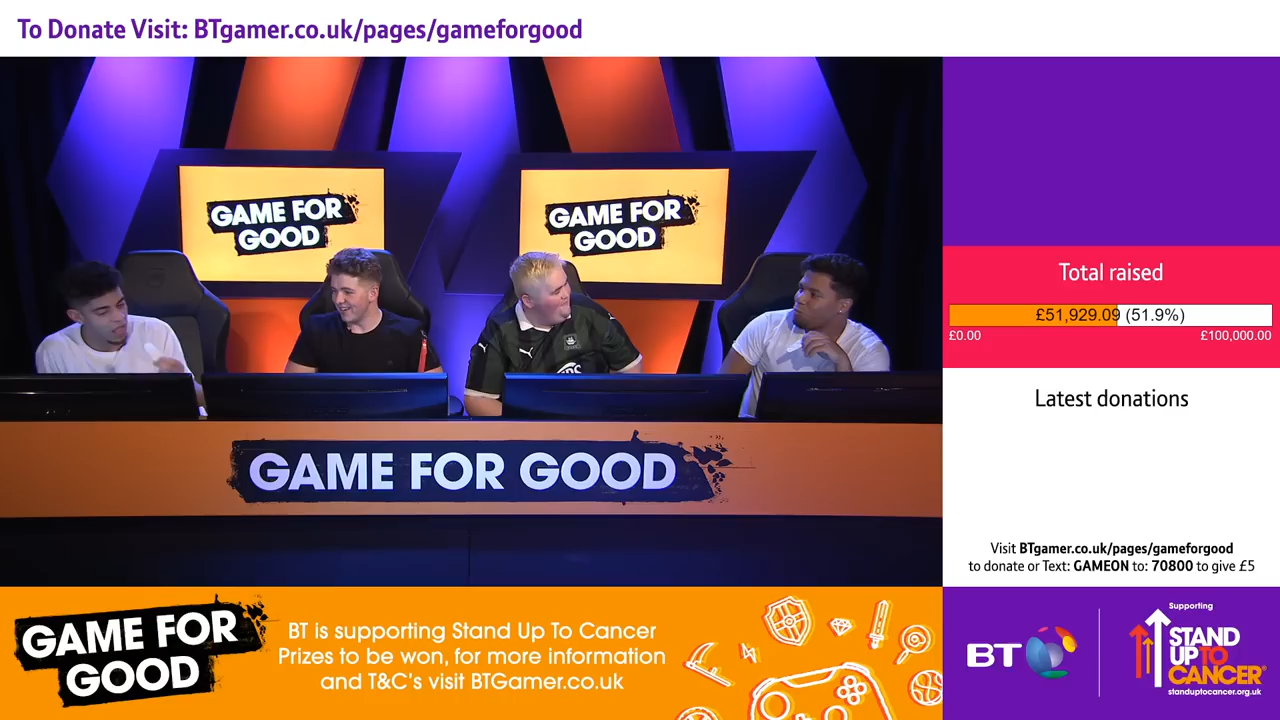 To Donate Visit: BTgamer.co.uk/pages/gameforgood
GAME FOR
GOOD
GAME FOR
GOOD
GAME FOR GOOD
Total raised
£51,929.09 (51.9%)
£0.00 £100,000.00
Latest donations
Visit BTgamer.co.uk/pages/gameforgood
to donate or Text: GAMEON to: 70800 to give £5
GAME FOR
GOOD
BT is supporting Stand Up To Cancer
Prizes to be won, for more information
and T&C's visit BTGamer.co.uk
BT
Supporting
STAND
UP TO
CANCER
standuptocancer.org.uk